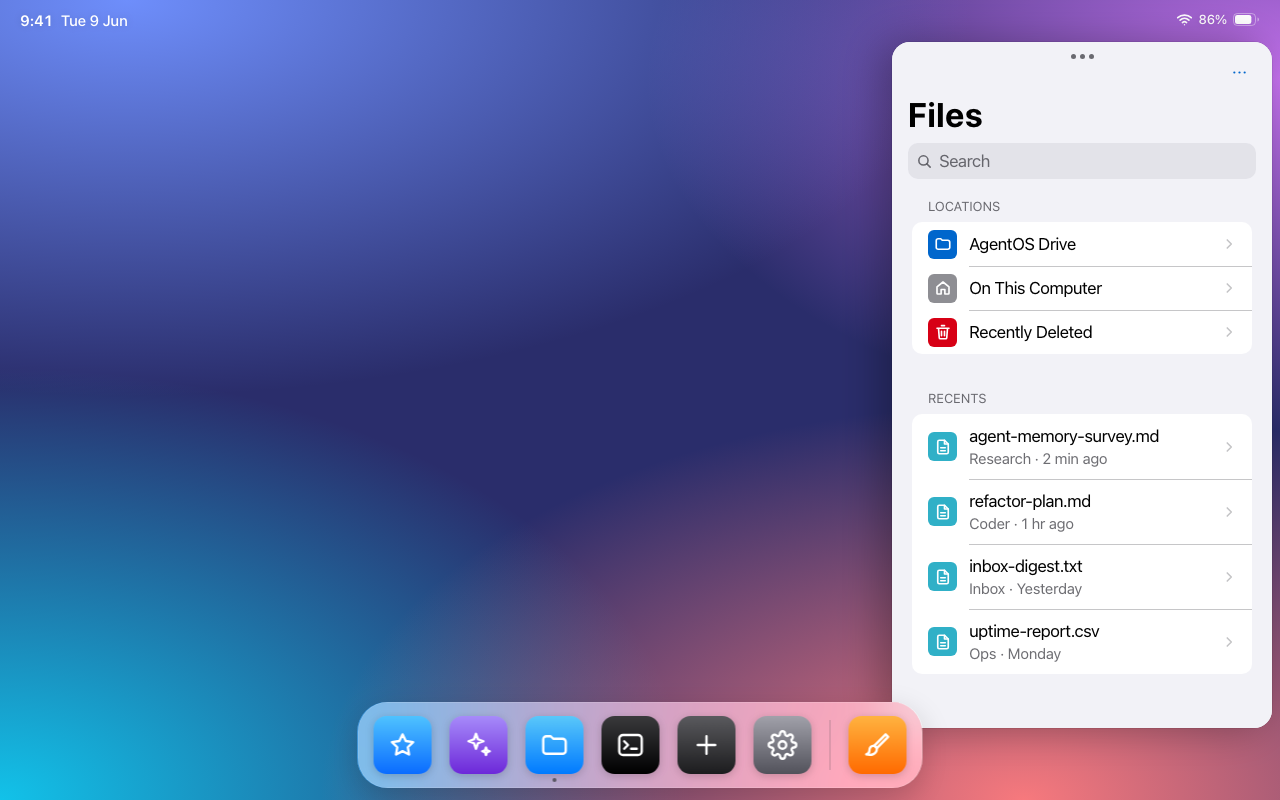 9:41 Tue 9 Jun
86%
Files
Search
LOCATIONS
AgentOS Drive
On This Computer
Recently Deleted
RECENTS
agent-memory-survey.md
Research · 2 min ago
refactor-plan.md
Coder · 1 hr ago
inbox-digest.txt
Inbox · Yesterday
uptime-report.csv
Ops · Monday